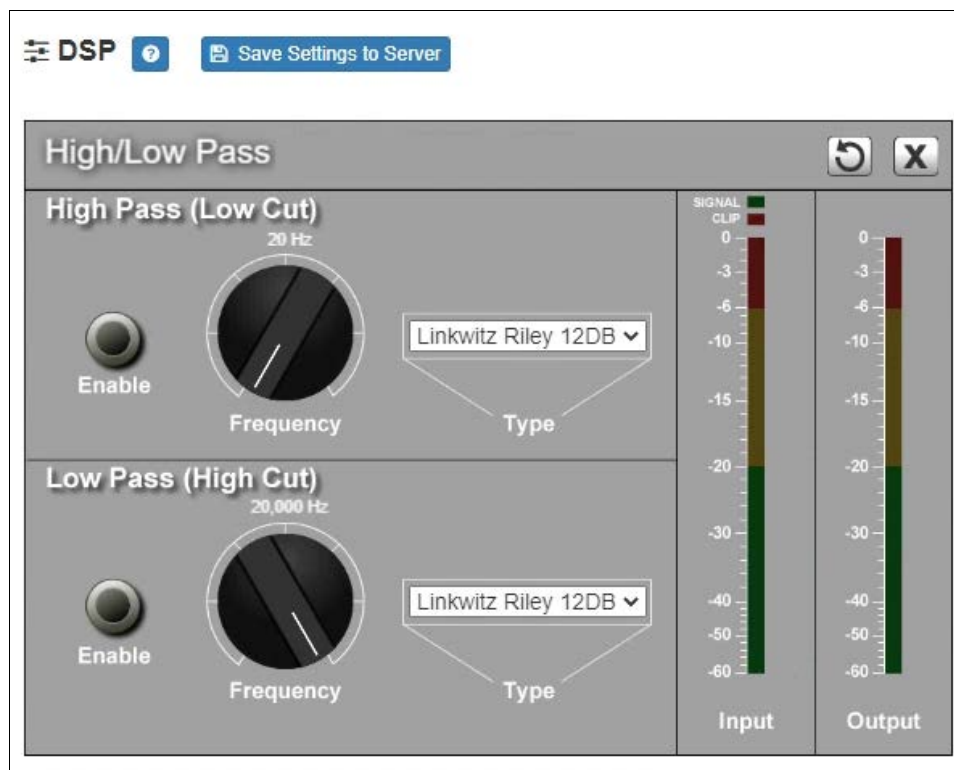 DSP ? Save Settings to Server
High/Low Pass X
High Pass (Low Cut)
20 Hz
Enable
Frequency
Linkwitz Riley 12DB
Type
Low Pass (High Cut)
20,000 Hz
Enable
Frequency
Linkwitz Riley 12DB
Type
SIGNAL
CLIP
0
-3
-6
-10
-15
-20
-30
-40
-50
-60
Input
0
-3
-6
-10
-15
-20
-30
-40
-50
-60
Output